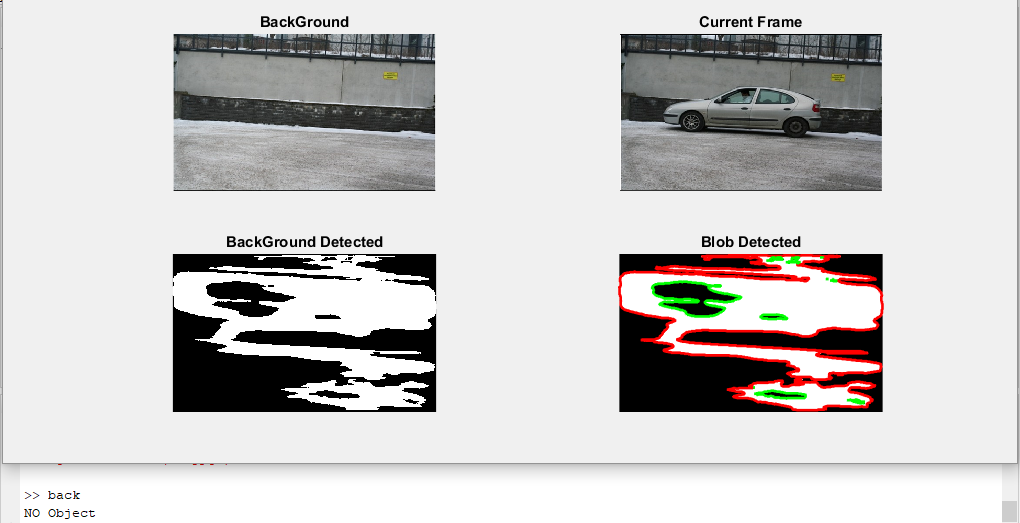 BackGround
Current Frame
BackGround Detected
Blob Detected
>> back
NO Object